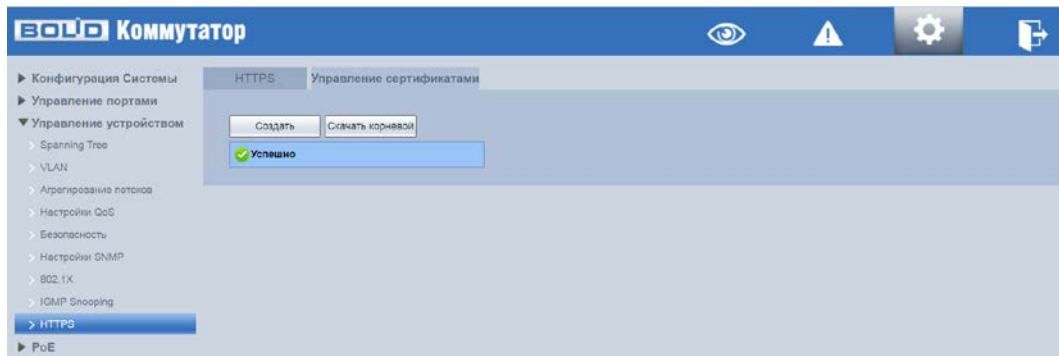 BOLID Коммутатор
Конфигурация Системы
Управление портами
Управление устройством
Spanning Tree
VLAN
Агрегирование потоков
Настройки QoS
Безопасность
Настройки SNMP
802.1X
IGMP Snooping
HTTPS
PoE
HTTPS Управление сертификатами
Создать Скачать корневой
Успешно